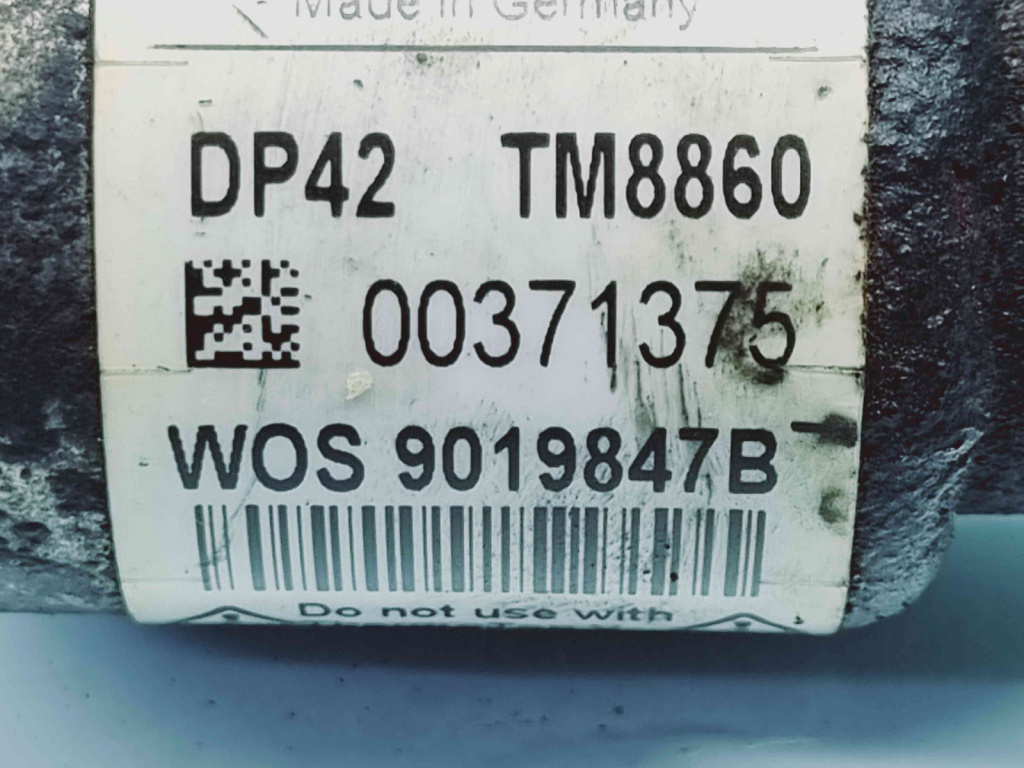 Made in Germany
DP42 TM8860
00371375
WOS 9019847B
Do not use with